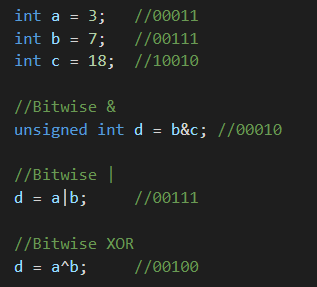 int a = 3;   //00011
int b = 7;   //00111
int c = 18;  //10010
//Bitwise &
unsigned int d = b&c; //00010
//Bitwise |
d = a|b;     //00111
//Bitwise XOR
d = a^b;     //00100